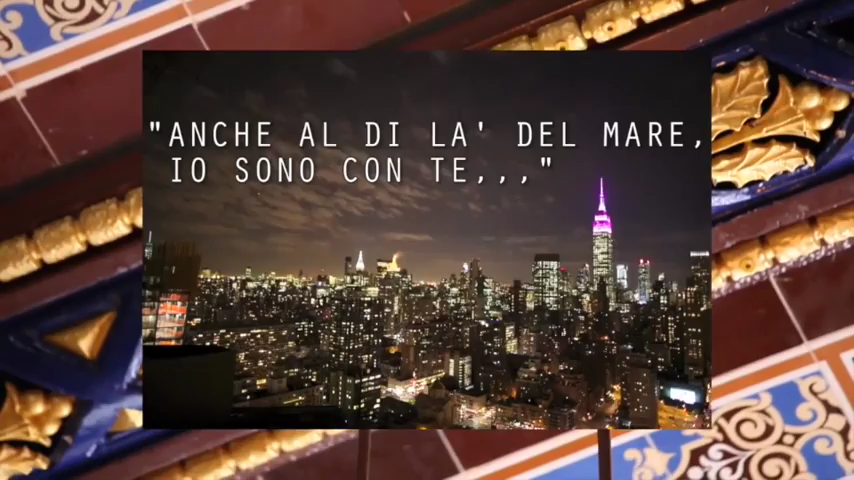 "ANCHE AL DI LA' DEL MARE,
IO SONO CON TE,,,"